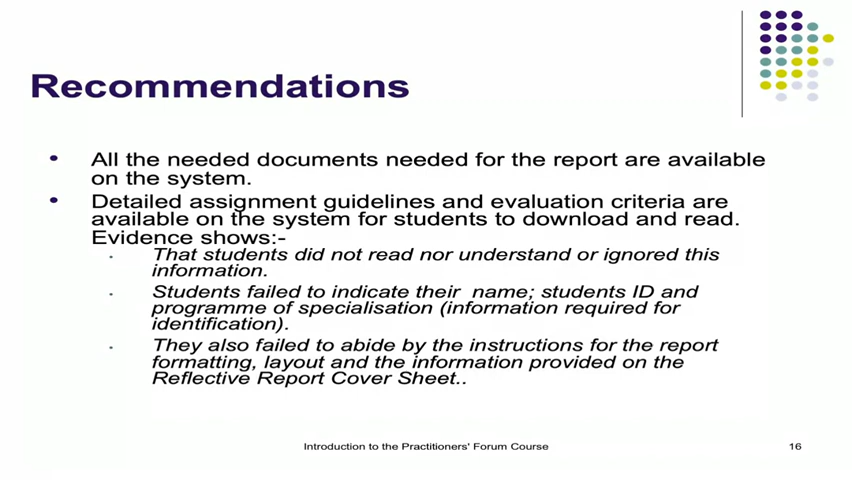 Recommendations
• All the needed documents needed for the report are available
on the system.
• Detailed assignment guidelines and evaluation criteria are
available on the system for students to download and read.
Evidence shows:-
• That students did not read nor understand or ignored this
information.
• Students failed to indicate their name; students ID and
programme of specialisation (information required for
identification).
• They also failed to abide by the instructions for the report
formatting, layout and the information provided on the
Reflective Report Cover Sheet..
Introduction to the Practitioners' Forum Course
16